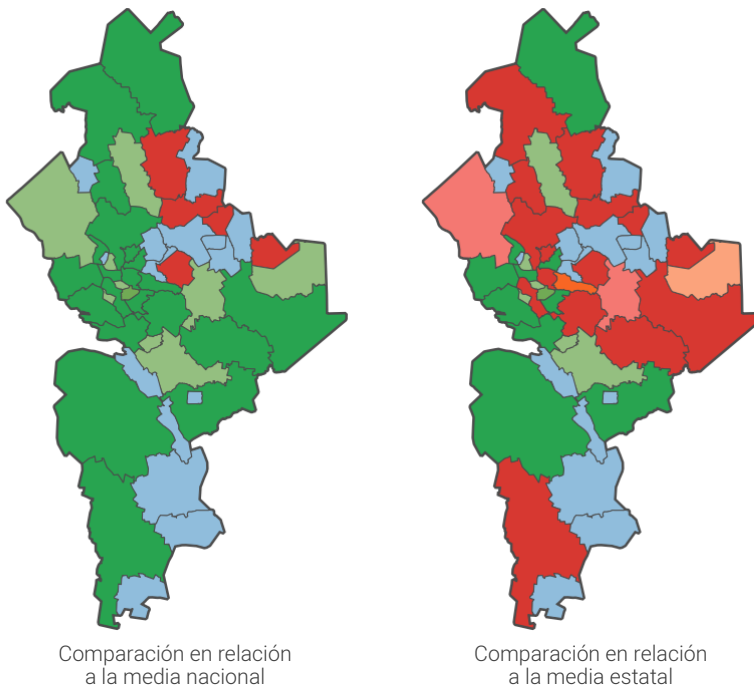 Comparación en relación
a la media nacional
Comparación en relación
a la media estatal